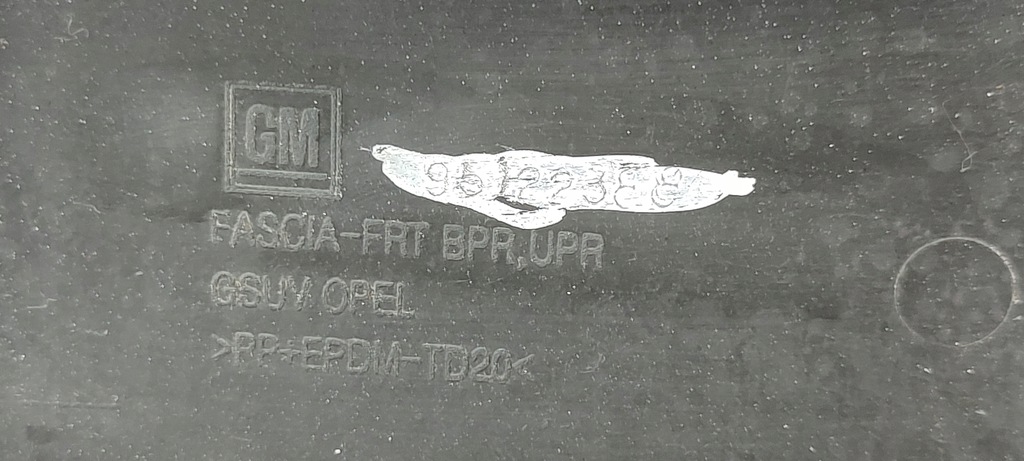 GM
FASCIA-FRT BPR,UPR
GSUV OPEL
>PP+EPDM-TD20<